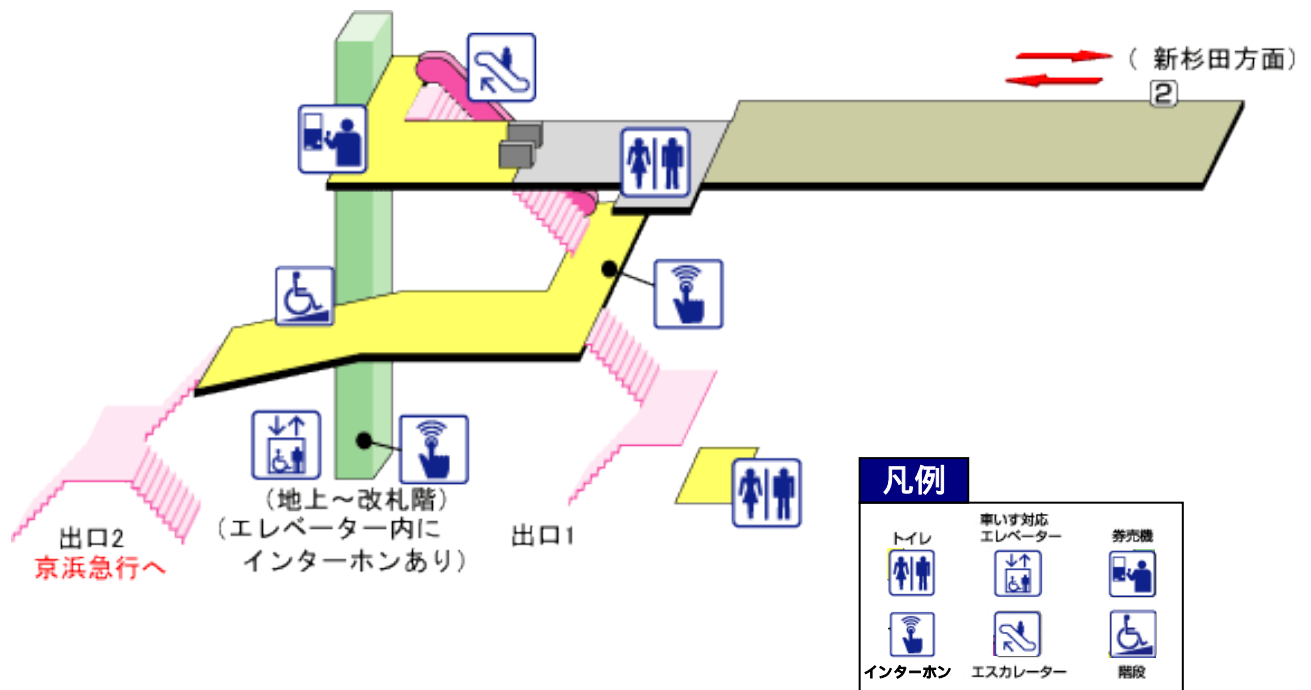 ( 新杉田方面)
2
(地上～改札階)
(エレベーター内に
インターホンあり)
出口1
出口2
京浜急行へ
凡例
トイレ
車いす対応
エレベーター
券売機
インターホン
エスカレーター
階段